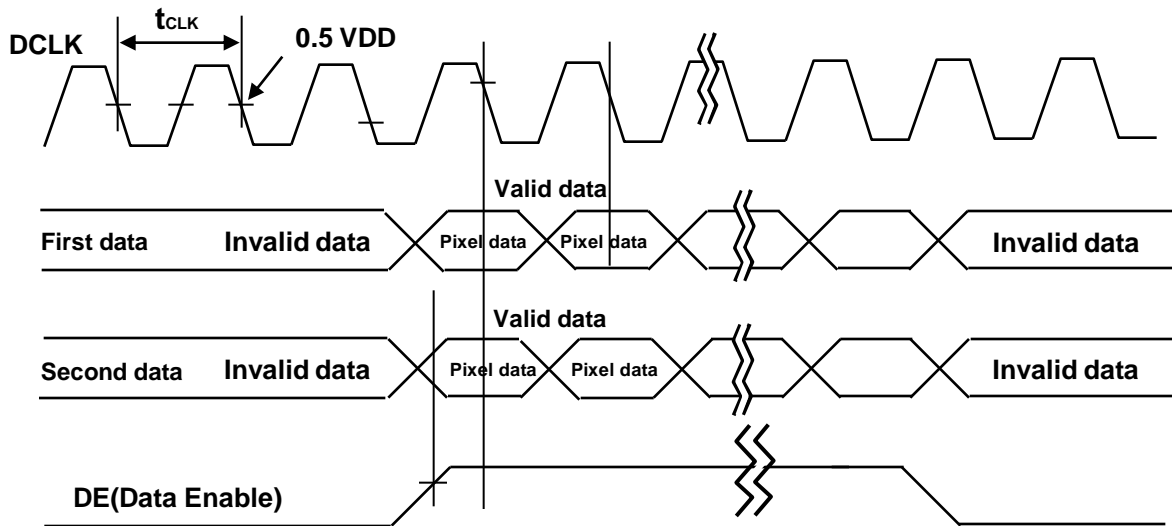 tCLK
DCLK
0.5 VDD
Valid data
First data Invalid data Pixel data Pixel data Invalid data
Valid data
Second data Invalid data Pixel data Pixel data Invalid data
DE(Data Enable)